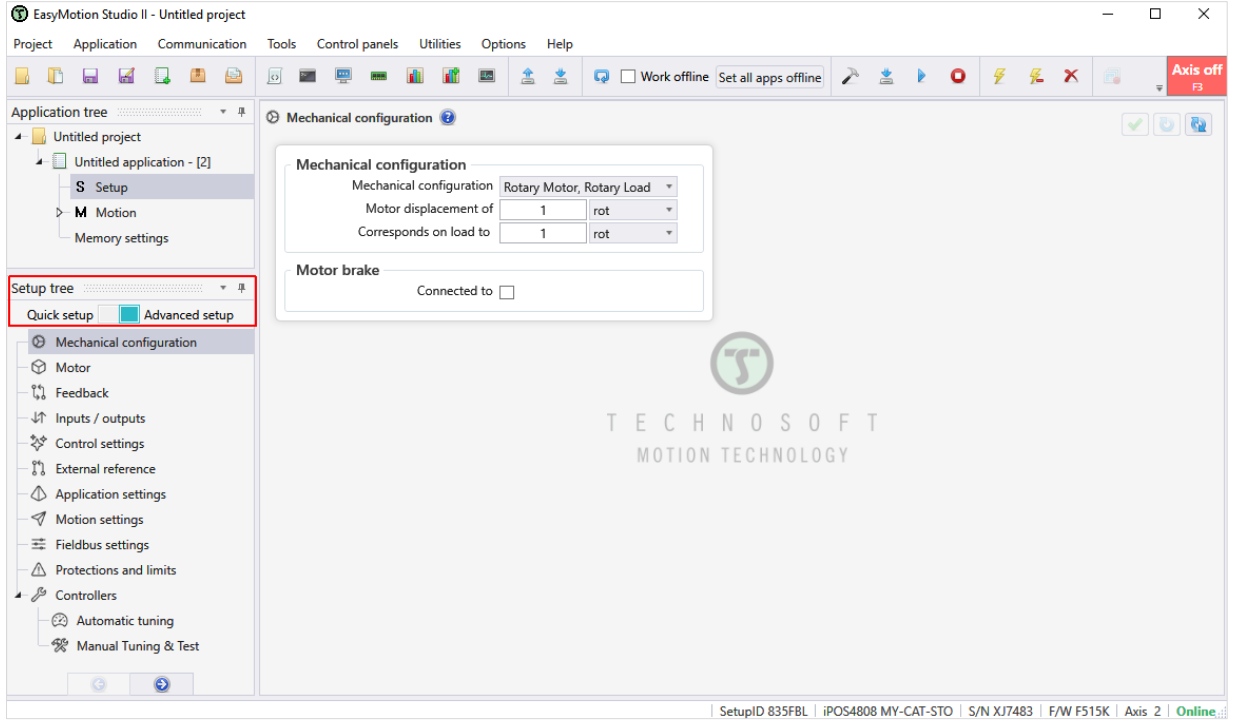 EasyMotion Studio II - Untitled project
Project Application Communication Tools Control panels Utilities Options Help
Work offline Set all apps offline Axis off
F3
Application tree
Untitled project
Untitled application - [2]
S Setup
M Motion
Memory settings
Setup tree
Quick setup Advanced setup
Mechanical configuration
Motor
Feedback
Inputs / outputs
Control settings
External reference
Application settings
Motion settings
Fieldbus settings
Protections and limits
Controllers
Automatic tuning
Manual Tuning & Test
Mechanical configuration
Mechanical configuration
Mechanical configuration Rotary Motor, Rotary Load
Motor displacement of 1 rot
Corresponds on load to 1 rot
Motor brake
Connected to
TECHNOSOFT
MOTION TECHNOLOGY
SetupID 835FBL iPOS4808 MY-CAT-STO S/N XJ7483 F/W F515K Axis 2 Online